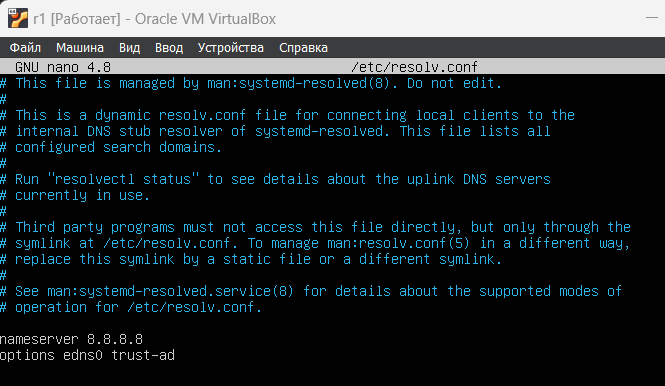 r1 [Работает] - Oracle VM VirtualBox
Файл Машина Вид Ввод Устройства Справка
GNU nano 4.8 /etc/resolv.conf
# This file is managed by man:systemd-resolved(8). Do not edit.
#
# This is a dynamic resolv.conf file for connecting local clients to the
# internal DNS stub resolver of systemd-resolved. This file lists all
# configured search domains.
#
# Run "resolvectl status" to see details about the uplink DNS servers
# currently in use.
#
# Third party programs must not access this file directly, but only through the
# symlink at /etc/resolv.conf. To manage man:resolv.conf(5) in a different way,
# replace this symlink by a static file or a different symlink.
#
# See man:systemd-resolved.service(8) for details about the supported modes of
# operation for /etc/resolv.conf.
nameserver 8.8.8.8
options edns0 trust-ad